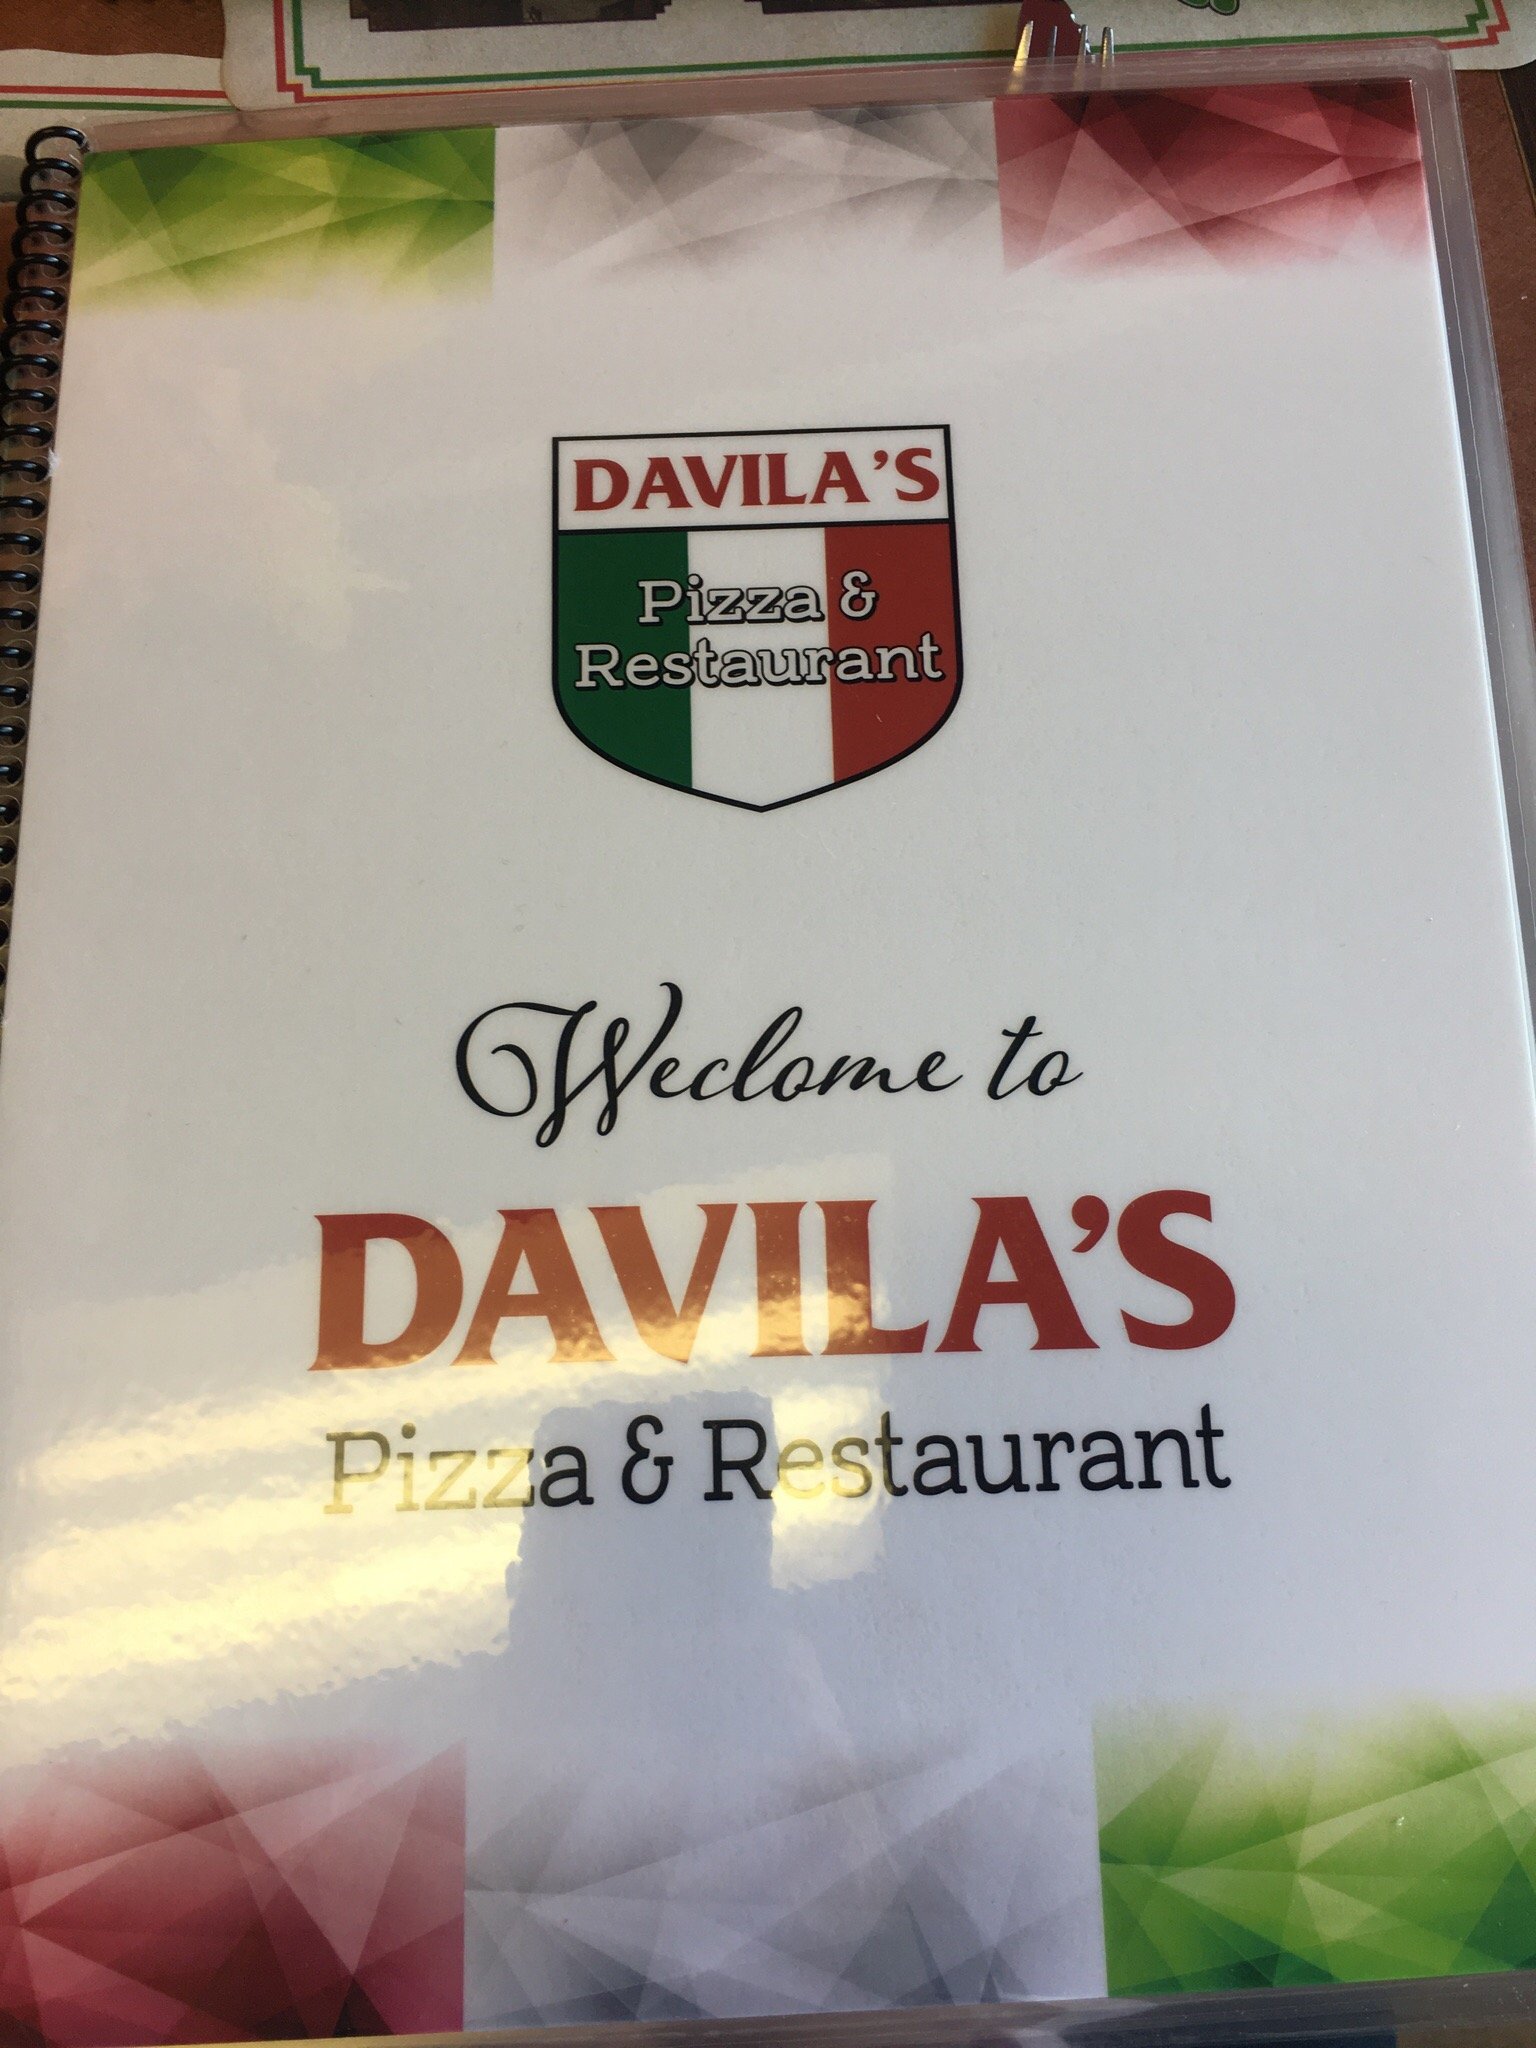 DAVILA'S
Pizza &
Restaurant
Weclome to
DAVILA'S
Pizza & Restaurant